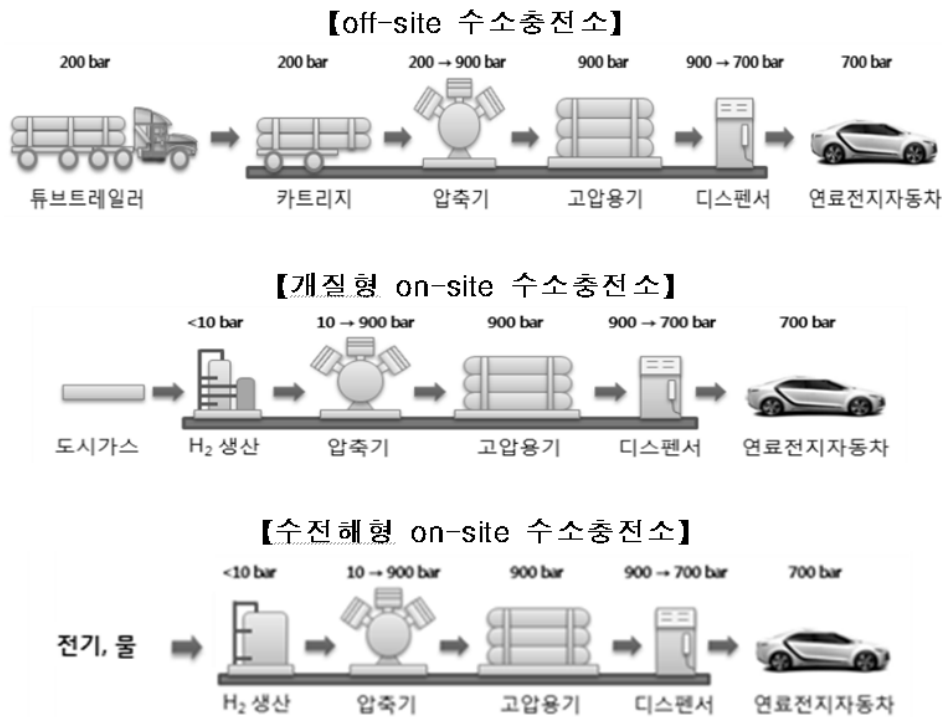 【off-site 수소충전소】
200 bar 200 bar 200 → 900 bar 900 bar 900 → 700 bar 700 bar
튜브트레일러 카트리지 압축기 고압용기 디스펜서 연료전지자동차
【개질형 on-site 수소충전소】
<10 bar 10 → 900 bar 900 bar 900 → 700 bar 700 bar
도시가스 H₂ 생산 압축기 고압용기 디스펜서 연료전지자동차
【수전해형 on-site 수소충전소】
<10 bar 10 → 900 bar 900 bar 900 → 700 bar 700 bar
전기, 물
H₂ 생산 압축기 고압용기 디스펜서 연료전지자동차